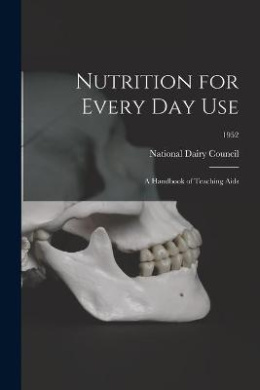 NUTRITION FOR
EVERY DAY USE
1952
National Dairy Council
A Handbook of Teaching Aids